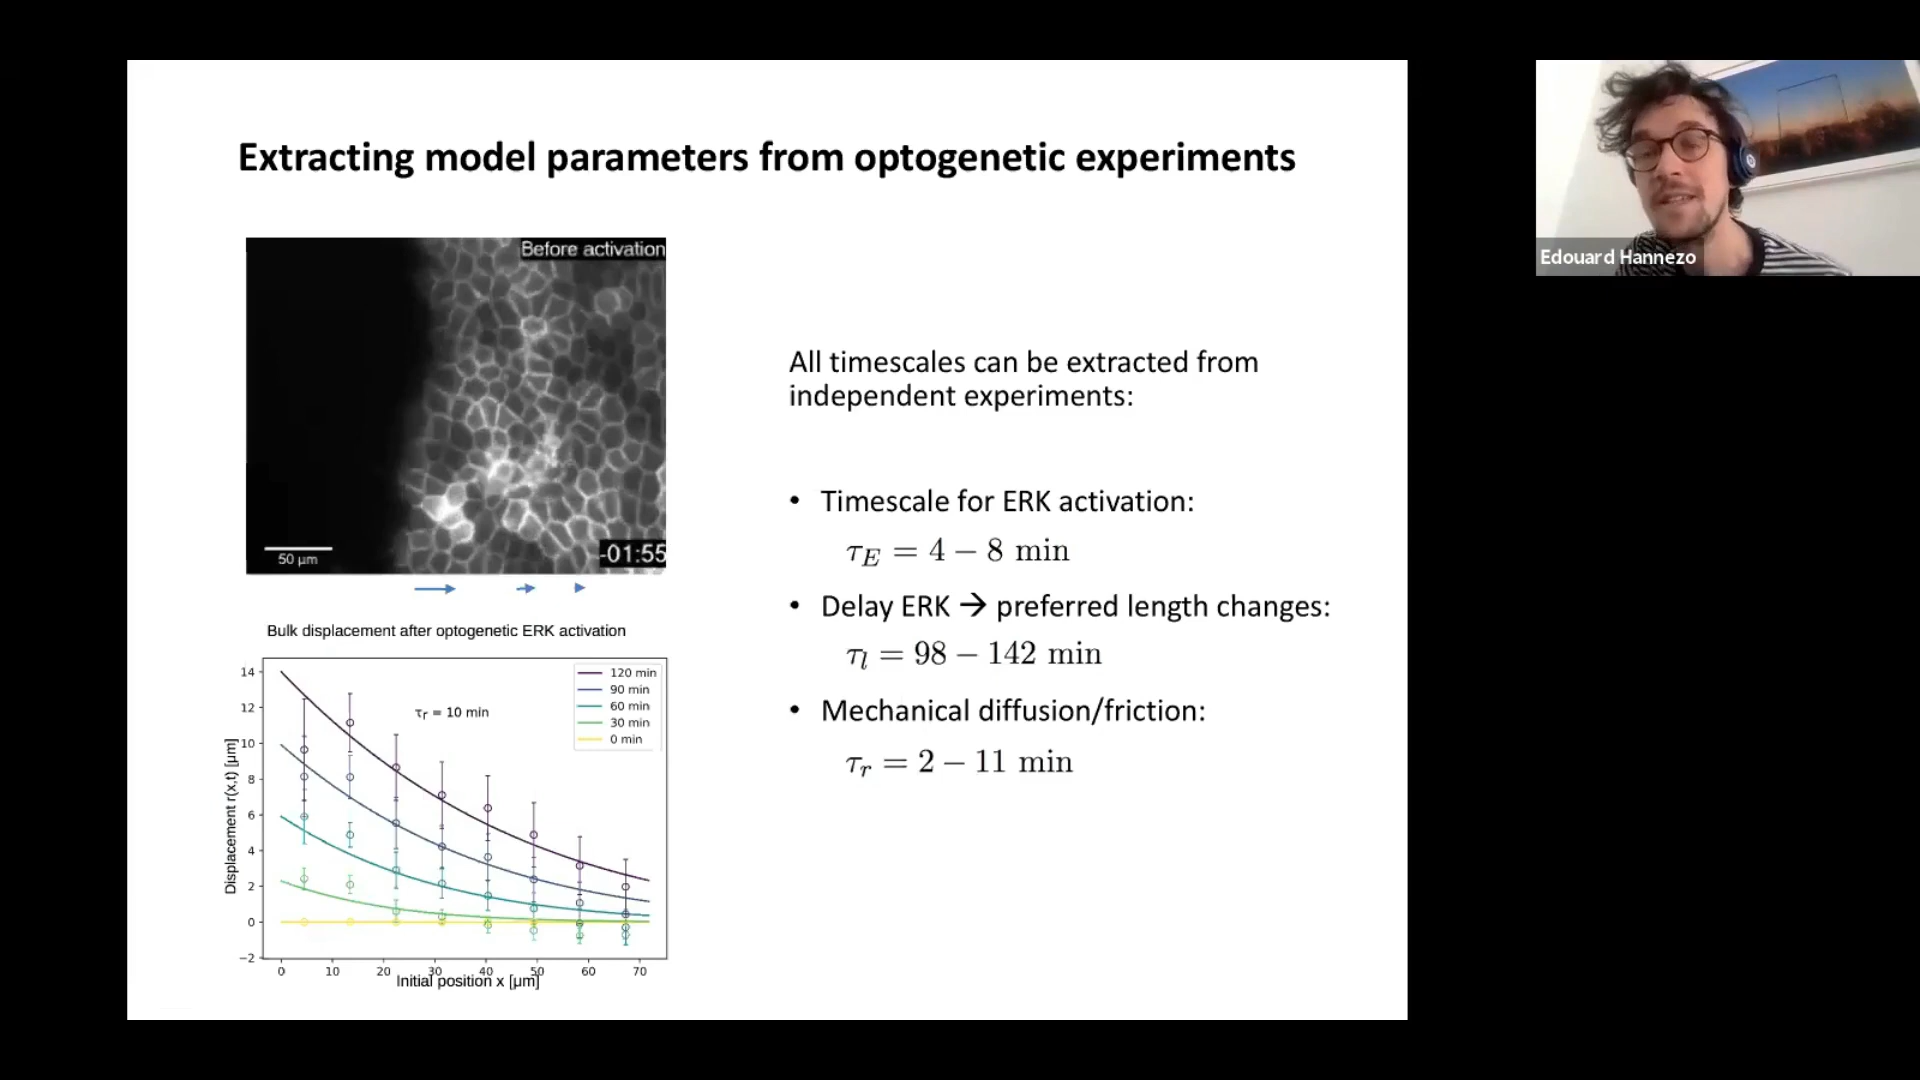 Extracting model parameters from optogenetic experiments
Before activation
50 µm
-01:55
Bulk displacement after optogenetic ERK activation
Displacement r(x,t) [µm]
14
12
10
8
6
4
2
0
−2
τr = 10 min
120 min
90 min
60 min
30 min
0 min
0 10 20 30 40 50 60 70
Initial position x [µm]
All timescales can be extracted from
independent experiments:
• Timescale for ERK activation:
τE = 4 − 8 min
• Delay ERK → preferred length changes:
τl = 98 − 142 min
• Mechanical diffusion/friction:
τr = 2 − 11 min
Edouard Hannezo